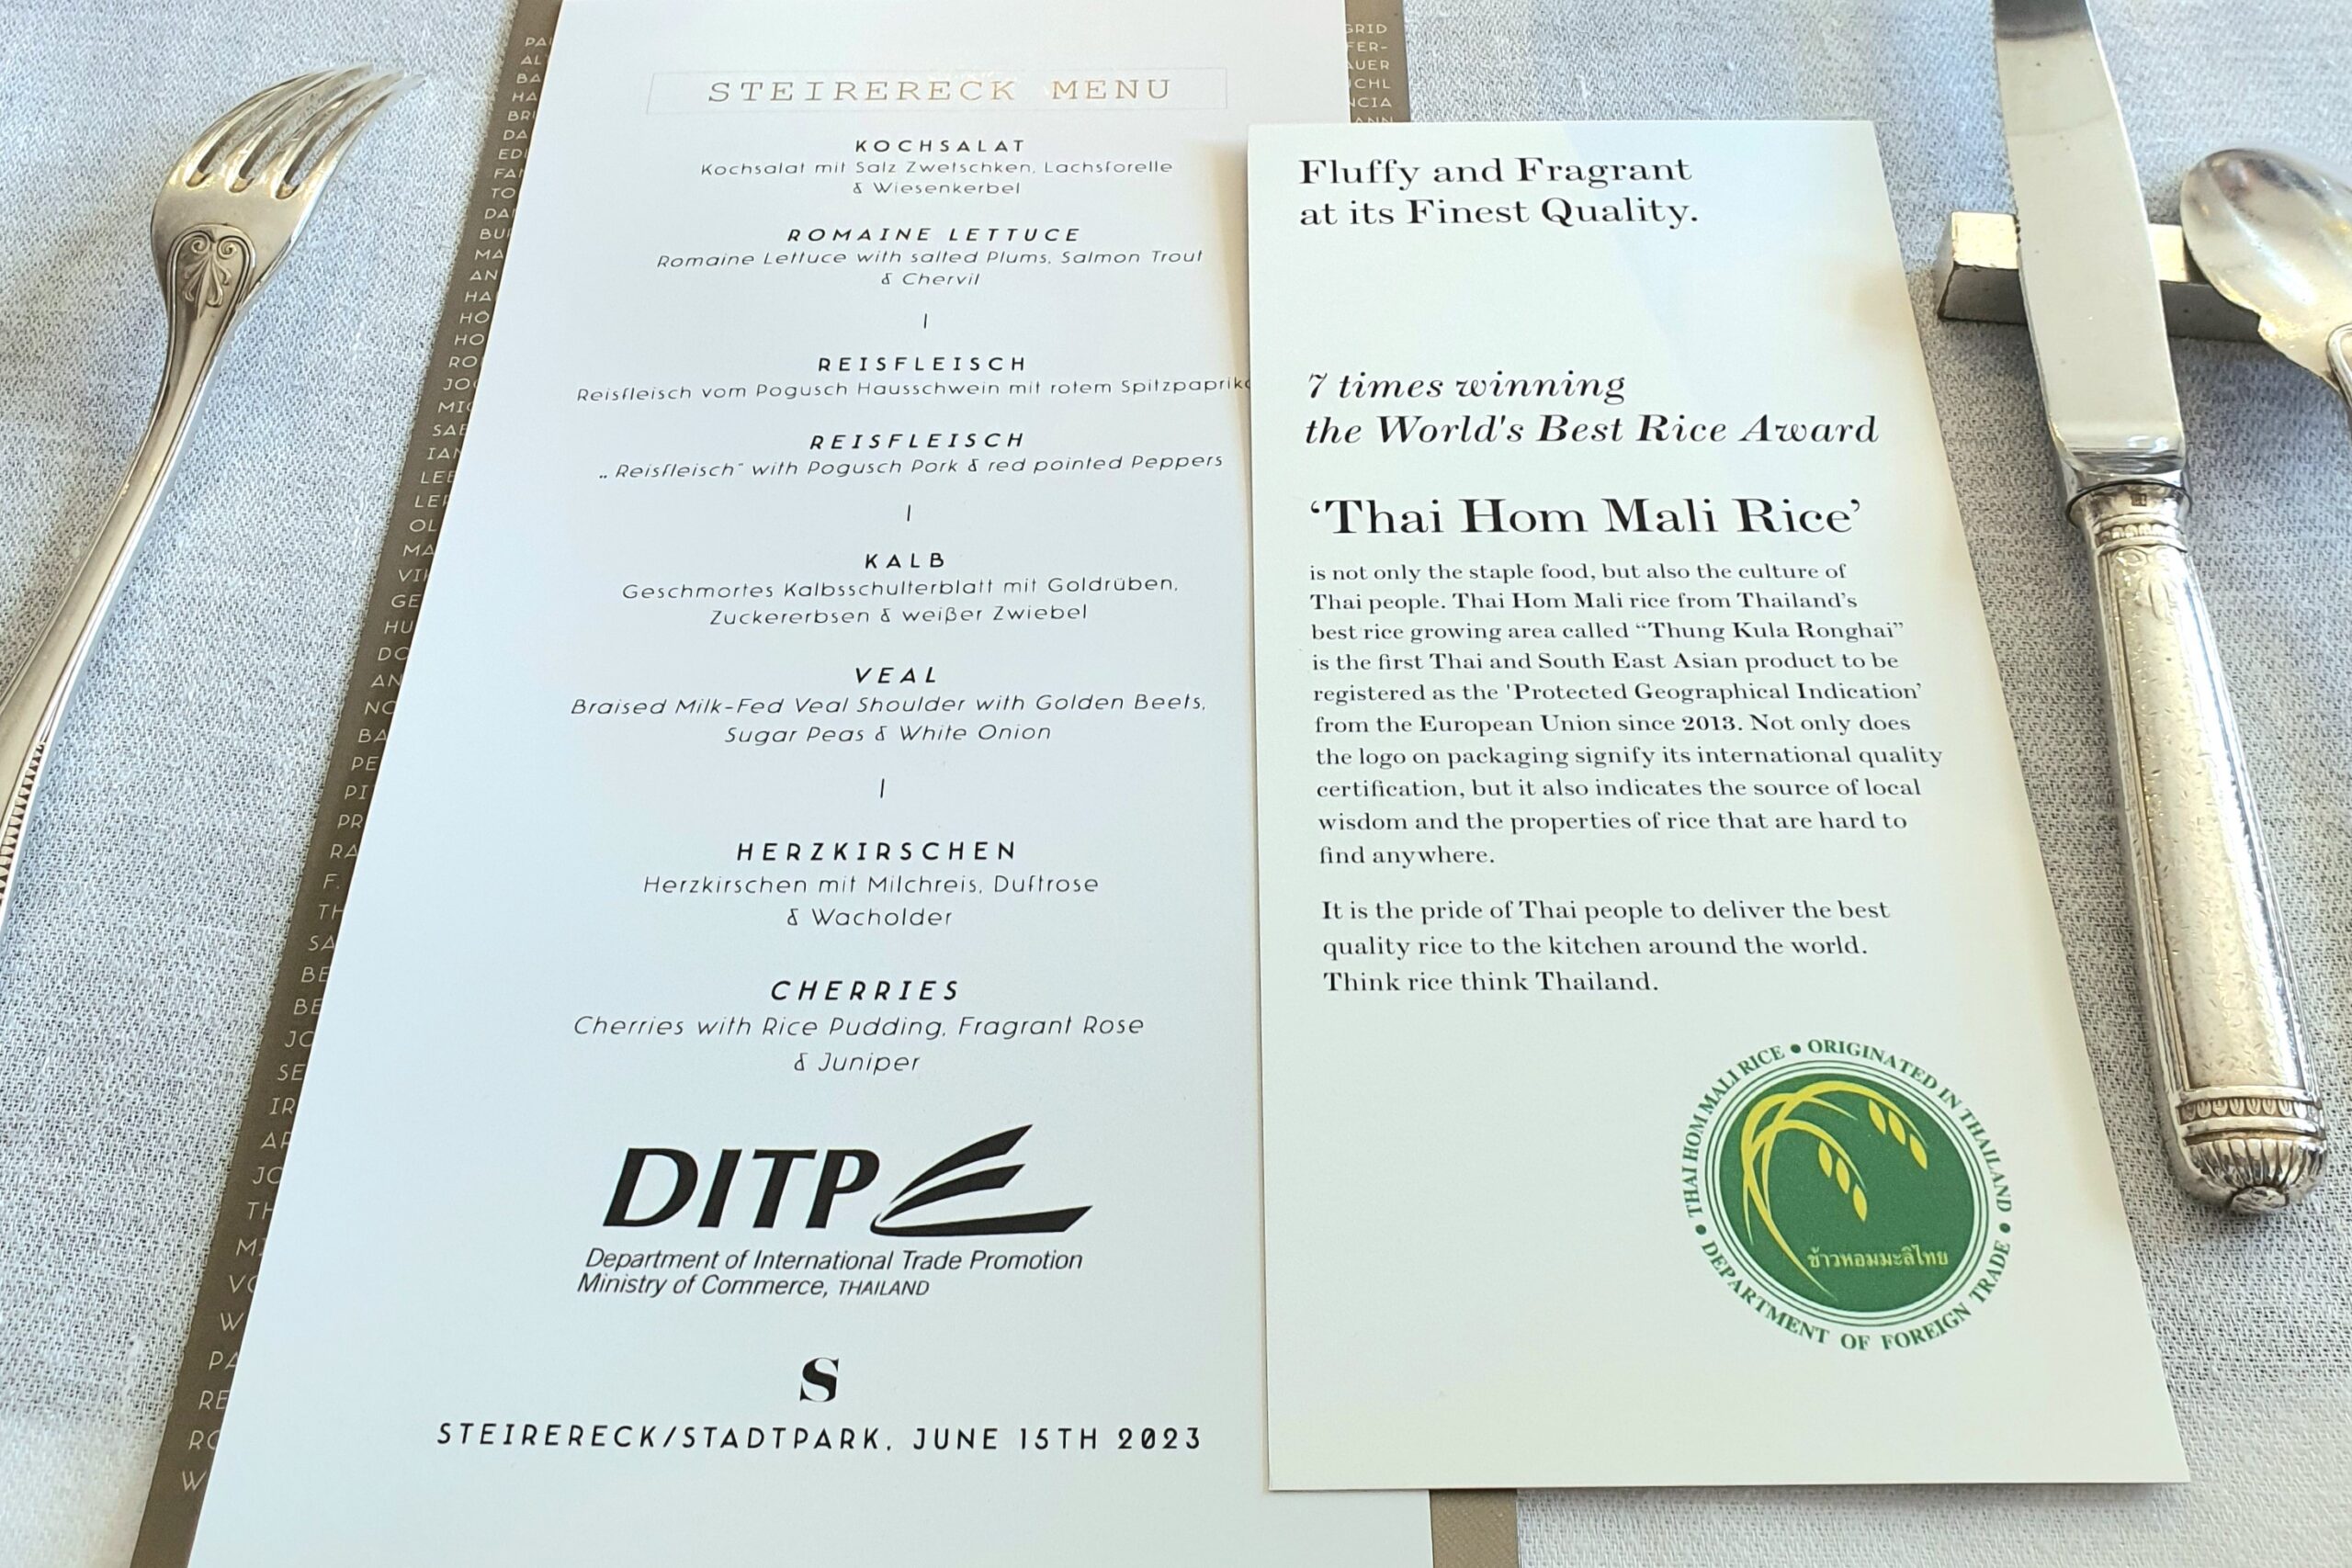 STEIRERECK MENU
KOCHSALAT
Kochsalat mit Salz Zwetschken, Lachsforelle
& Wiesenkerbel
ROMAINE LETTUCE
Romaine Lettuce with salted Plums, Salmon Trout
& Chervil
REISFLEISCH
Reisfleisch vom Pogusch Hausschwein mit rotem
REISFLEISCH
„Reisfleisch" with Pogusch Pork & red pointed Peppers
KALB
Geschmortes Kalbsschulterblatt mit Goldrüben,
Zuckererbsen & weißer Zwiebel
VEAL
Braised Milk-Fed Veal Shoulder with Golden Beets,
Sugar Peas & White Onion
HERZKIRSCHEN
Herzkirschen mit Milchreis, Duftrose
& Wacholder
CHERRIES
Cherries with Rice Pudding, Fragrant Rose
& Juniper
DITP
Department of International Trade Promotion
Ministry of Commerce, THAILAND
S
STEIRERECK/STADTPARK, JUNE 15TH 2023
Fluffy and Fragrant
at its Finest Quality.
7 times winning
the World's Best Rice Award
‘Thai Hom Mali Rice’
is not only the staple food, but also the culture of
Thai people. Thai Hom Mali rice from Thailand’s
best rice growing area called “Thung Kula Ronghai”
is the first Thai and South East Asian product to be
registered as the 'Protected Geographical Indication’
from the European Union since 2013. Not only does
the logo on packaging signify its international quality
certification, but it also indicates the source of local
wisdom and the properties of rice that are hard to
find anywhere.
It is the pride of Thai people to deliver the best
quality rice to the kitchen around the world.
Think rice think Thailand.
• THAI HOM MALI RICE • ORIGINATED IN THAILAND •
ข้าวหอมมะลิไทย
DEPARTMENT OF FOREIGN TRADE